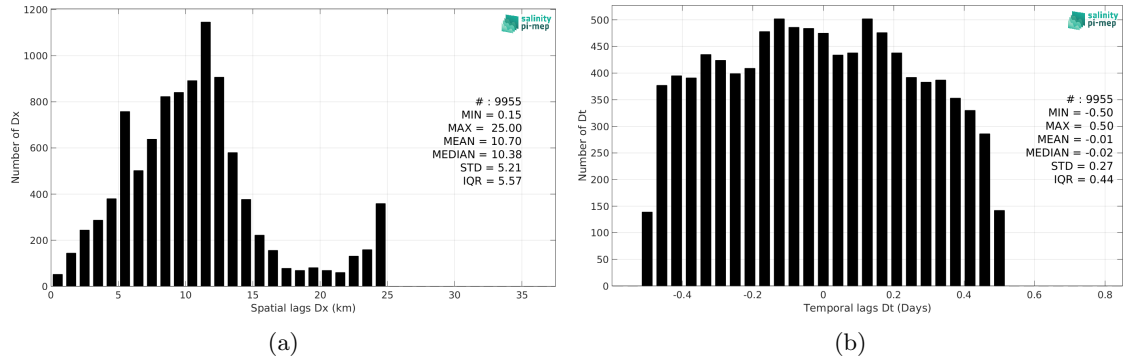 1200
1000
800
600
400
200
0
Number of Dx
0 5 10 15 20 25 30 35
Spatial lags Dx (km)
salinity
pi-mep
# : 9955
MIN = 0.15
MAX = 25.00
MEAN = 10.70
MEDIAN = 10.38
STD = 5.21
IQR = 5.57
(a)
500
450
400
350
300
250
200
150
100
50
0
Number of Dt
-0.4 -0.2 0 0.2 0.4 0.6 0.8
Temporal lags Dt (Days)
salinity
pi-mep
# : 9955
MIN = -0.50
MAX = 0.50
MEAN = -0.01
MEDIAN = -0.02
STD = 0.27
IQR = 0.44
(b)